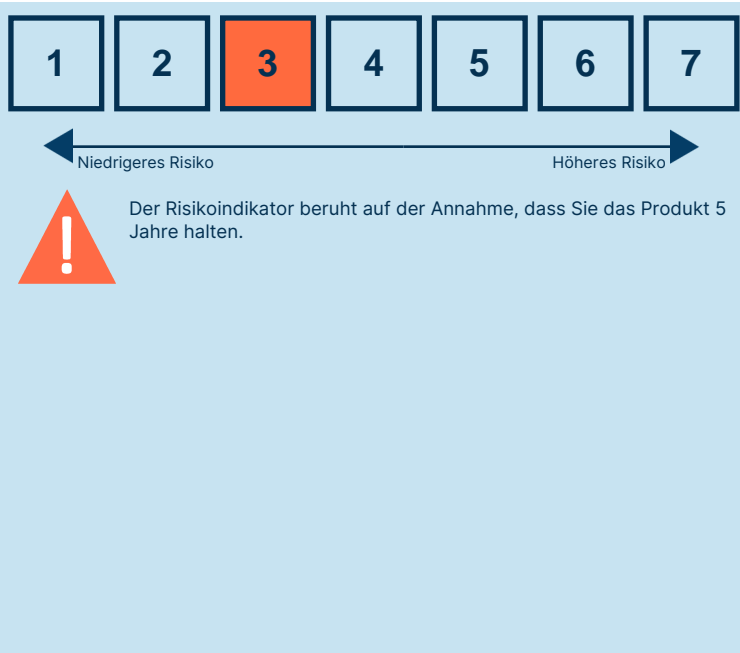 1 2 3 4 5 6 7
Niedrigeres Risiko Höheres Risiko
Der Risikoindikator beruht auf der Annahme, dass Sie das Produkt 5
Jahre halten.